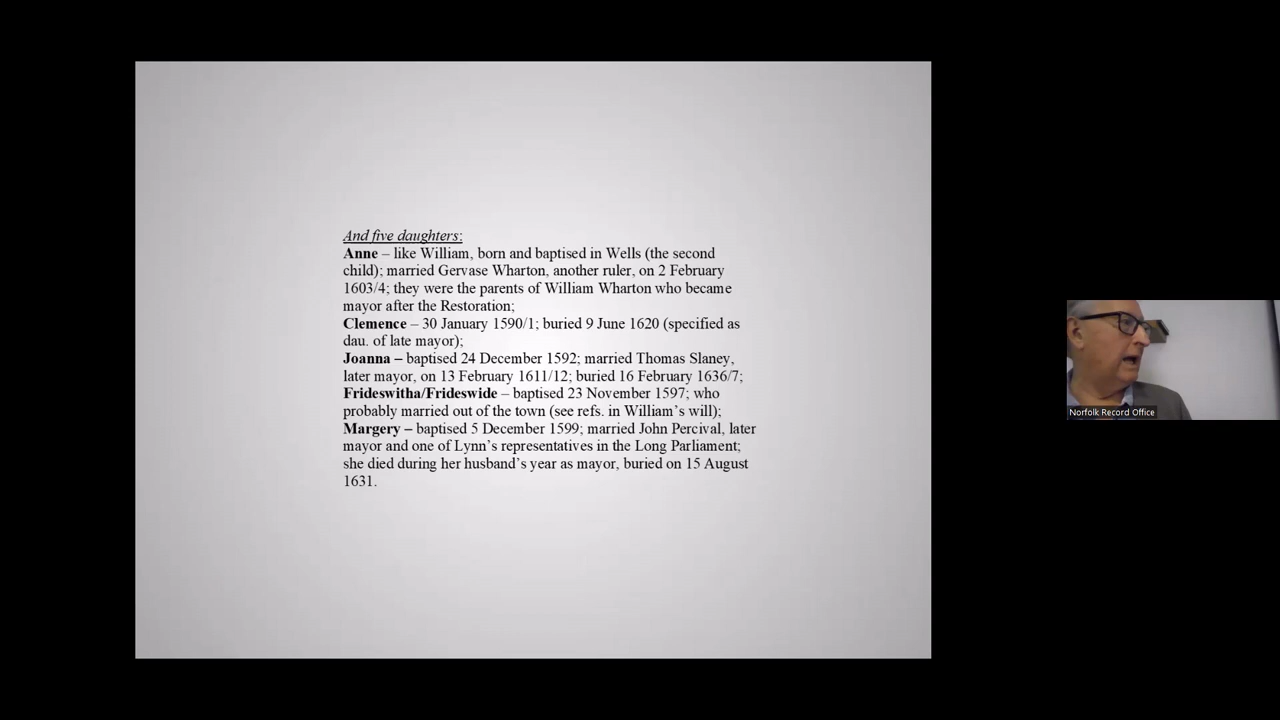 And five daughters:
Anne – like William, born and baptised in Wells (the second
child); married Gervase Wharton, another ruler, on 2 February
1603/4; they were the parents of William Wharton who became
mayor after the Restoration;
Clemence – 30 January 1590/1; buried 9 June 1620 (specified as
dau. of late mayor);
Joanna – baptised 24 December 1592; married Thomas Slaney,
later mayor, on 13 February 1611/12; buried 16 February 1636/7;
Frideswitha/Frideswide – baptised 23 November 1597; who
probably married out of the town (see refs. in William's will);
Margery – baptised 5 December 1599; married John Percival, later
mayor and one of Lynn's representatives in the Long Parliament;
she died during her husband's year as mayor, buried on 15 August
1631.
Norfolk Record Office